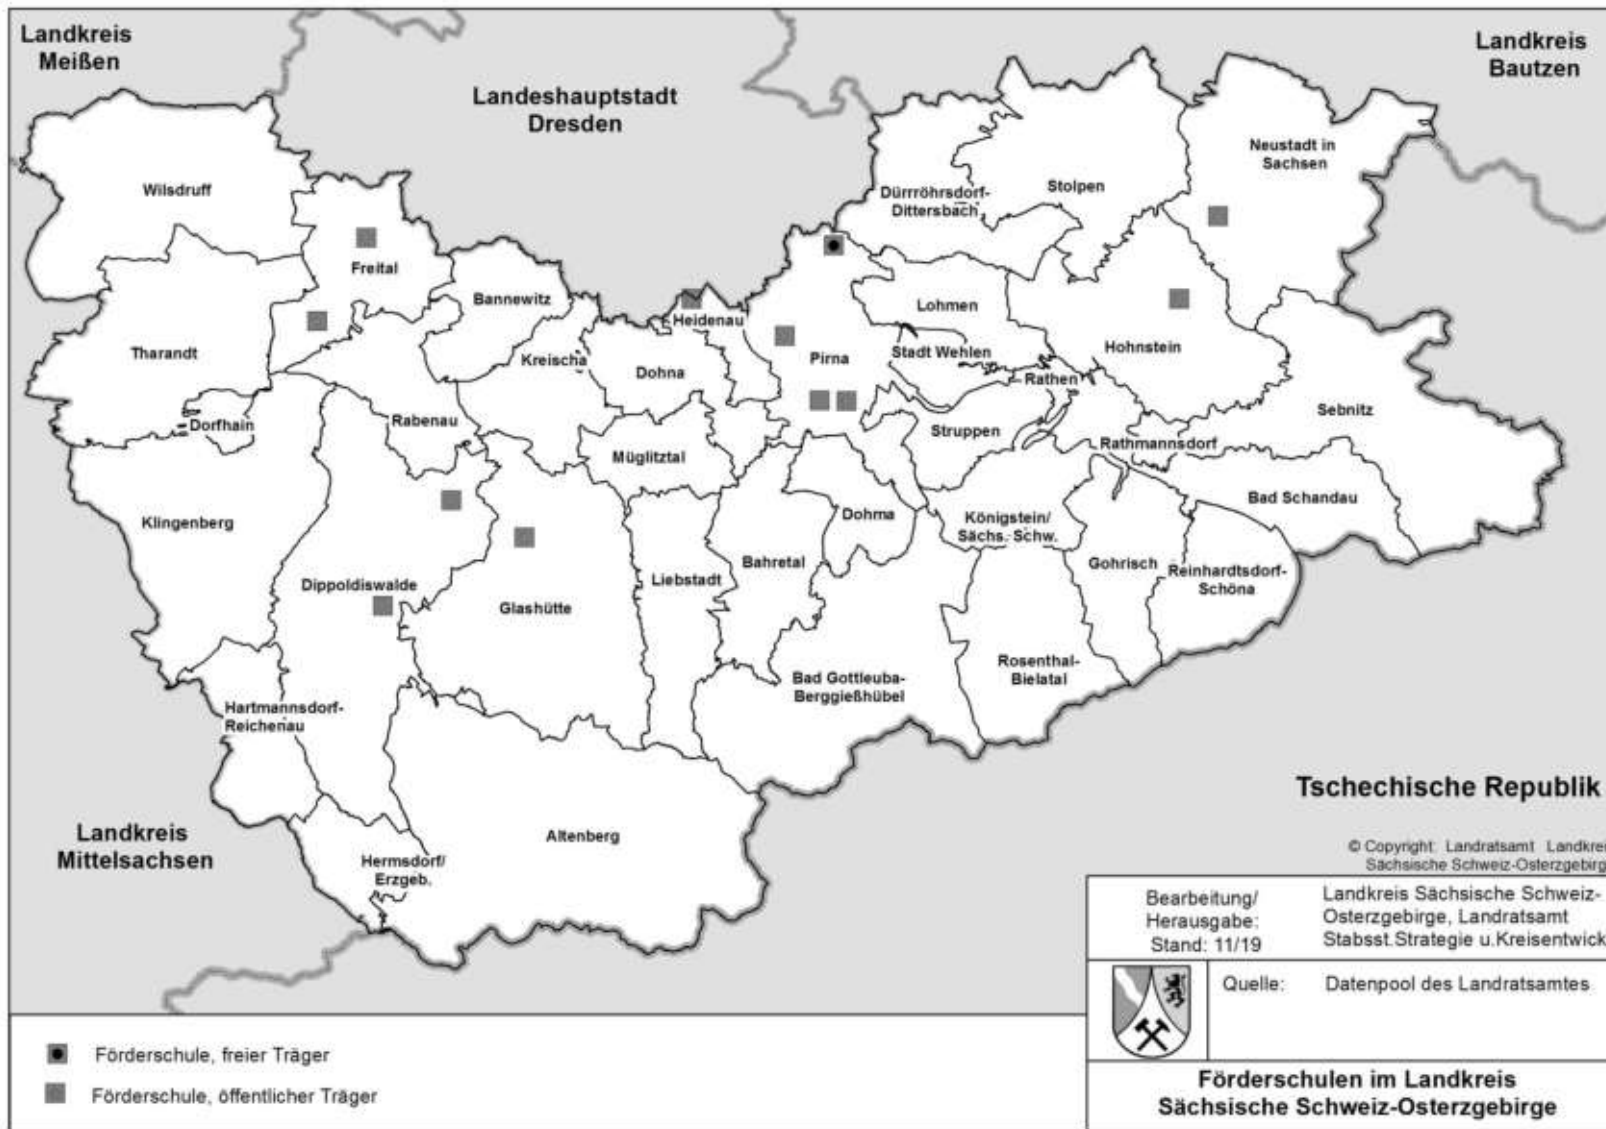 Landkreis
Meißen
Landeshauptstadt
Dresden
Landkreis
Bautzen
Neustadt in
Sachsen
Wilsdruff
Dürrröhrsdorf-
Dittersbach
Stolpen
Freital
Bannewitz
Lohmen
Heidenau
Tharandt
Kreischa
Dohna
Pirna
Stadt Wehlen
Hohnstein
Rathen
Sebnitz
Dorfhain
Rabenau
Struppen
Rathmannsdorf
Müglitztal
Bad Schandau
Klingenberg
Dohma
Königstein/
Sächs. Schw.
Bahretal
Gohrisch
Reinhardtsdorf-
Schöna
Dippoldiswalde
Liebstadt
Glashütte
Rosenthal-
Bielatal
Bad Gottleuba-
Berggießhübel
Hartmannsdorf-
Reichenau
Tschechische Republik
Landkreis
Mittelsachsen
Altenberg
Hermsdorf/
Erzgeb.
© Copyright: Landratsamt Landkrei
Sächsische Schweiz-Osterzgebirg
Bearbeitung/
Herausgabe:
Stand: 11/19
Landkreis Sächsische Schweiz-
Osterzgebirge, Landratsamt
Stabsst.Strategie u.Kreisentwick
Quelle: Datenpool des Landratsamtes
Förderschule, freier Träger
Förderschule, öffentlicher Träger
Förderschulen im Landkreis
Sächsische Schweiz-Osterzgebirge